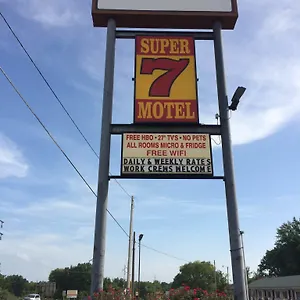 SUPER
7
MOTEL
FREE HBO • 27" TVS • NO PETS
ALL ROOMS MICRO & FRIDGE
FREE WIFI
DAILY & WEEKLY RATES
WORK CREWS WELCOME